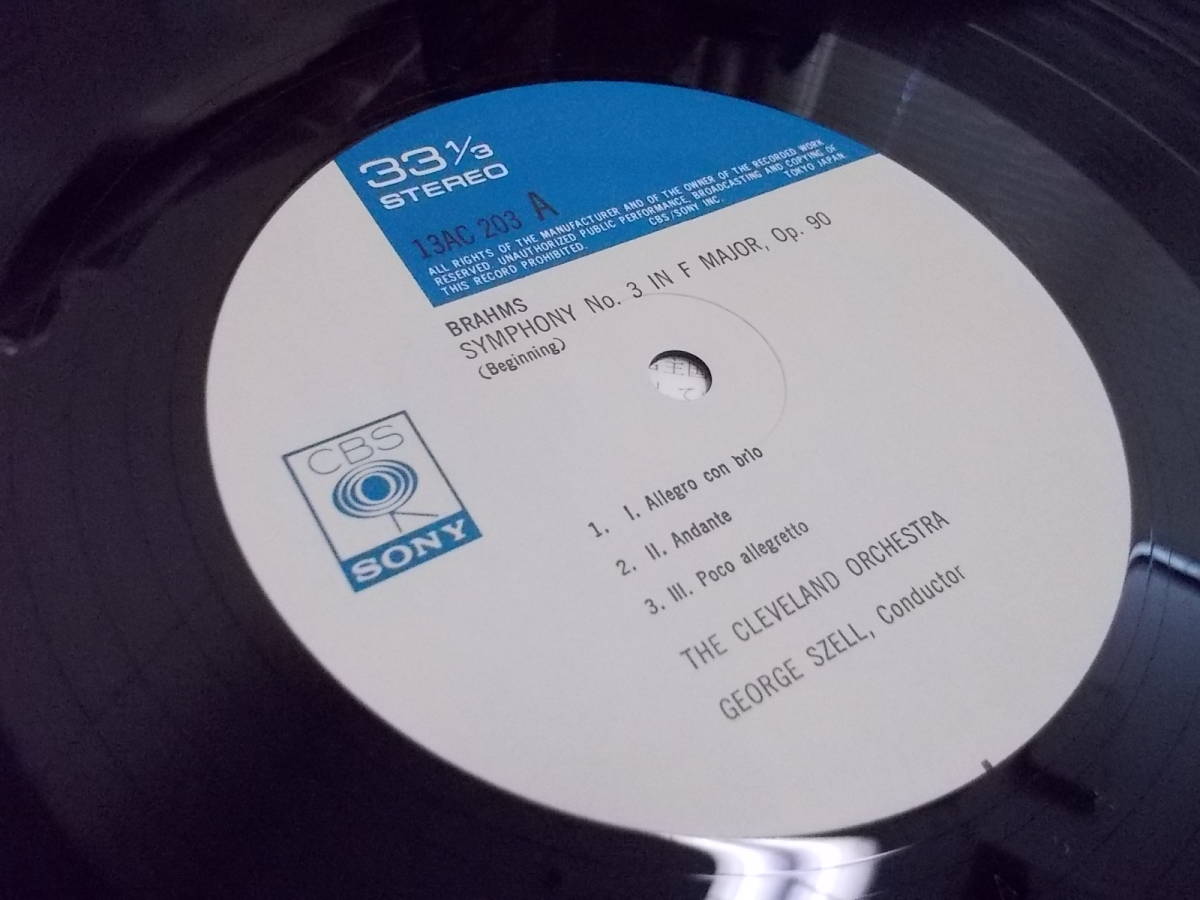 33 1/3
STEREO
13AC 203 A
ALL RIGHTS OF THE MANUFACTURER AND OF THE OWNER OF THE RECORDED WORK
RESERVED. UNAUTHORIZED PUBLIC PERFORMANCE, BROADCASTING AND COPYING OF
THIS RECORD PROHIBITED. CBS/SONY INC. TOKYO JAPAN
BRAHMS
SYMPHONY No. 3 IN F MAJOR, Op. 90
(Beginning)
CBS
SONY
1. I. Allegro con brio
2. II. Andante
3. III. Poco allegretto
THE CLEVELAND ORCHESTRA
GEORGE SZELL, Conductor